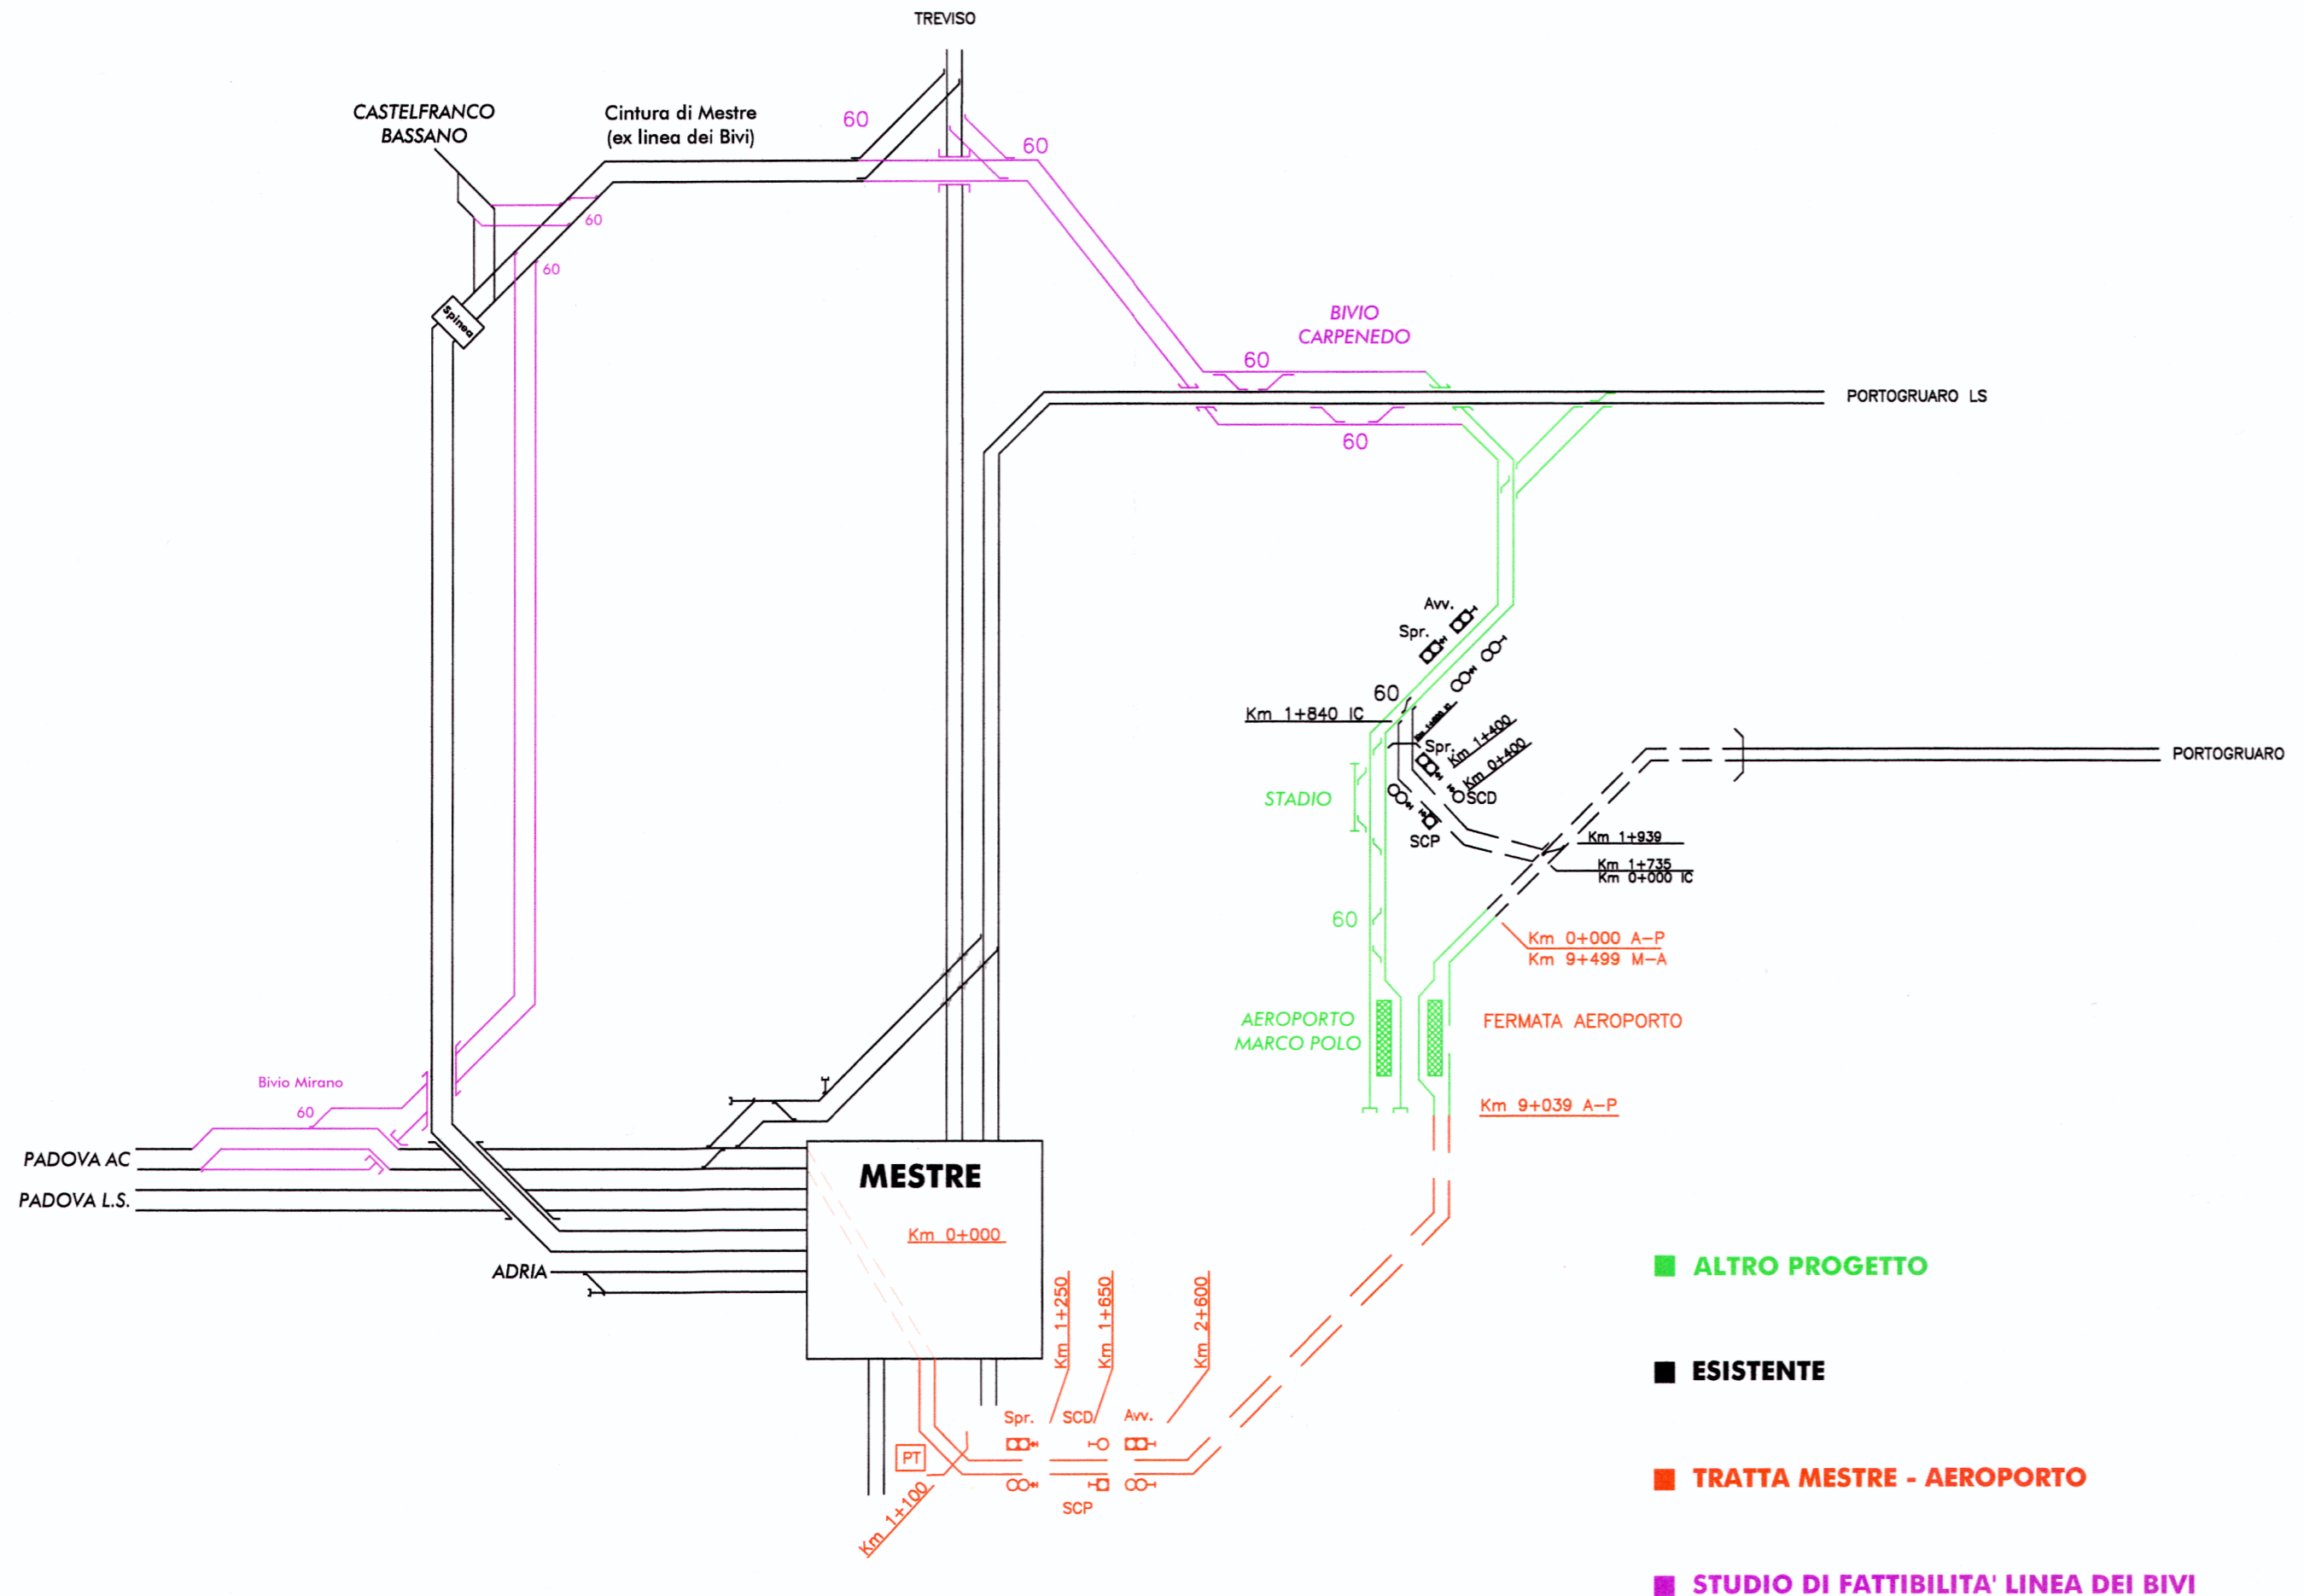 TREVISO
CASTELFRANCO
BASSANO
Cintura di Mestre
(ex linea dei Bivi)
60
60
60
60
Spinea
BIVIO
CARPENEDO
60
60
PORTOGRUARO LS
Avv.
Spr.
60
Km 1+840 IC
Spr.
Km 1+400
Km 0+400
SCD
SCP
STADIO
PORTOGRUARO
Km 1+939
Km 1+735
Km 0+000 IC
60
Km 0+000 A-P
Km 9+499 M-A
AEROPORTO
MARCO POLO
FERMATA AEROPORTO
Km 9+039 A-P
Bivio Mirano
60
PADOVA AC
PADOVA L.S.
MESTRE
Km 0+000
ADRIA
Km 1+250
Km 1+650
Km 2+600
Spr.
SCD
Avv.
PT
SCP
Km 1+100
ALTRO PROGETTO
ESISTENTE
TRATTA MESTRE - AEROPORTO
STUDIO DI FATTIBILITA' LINEA DEI BIVI